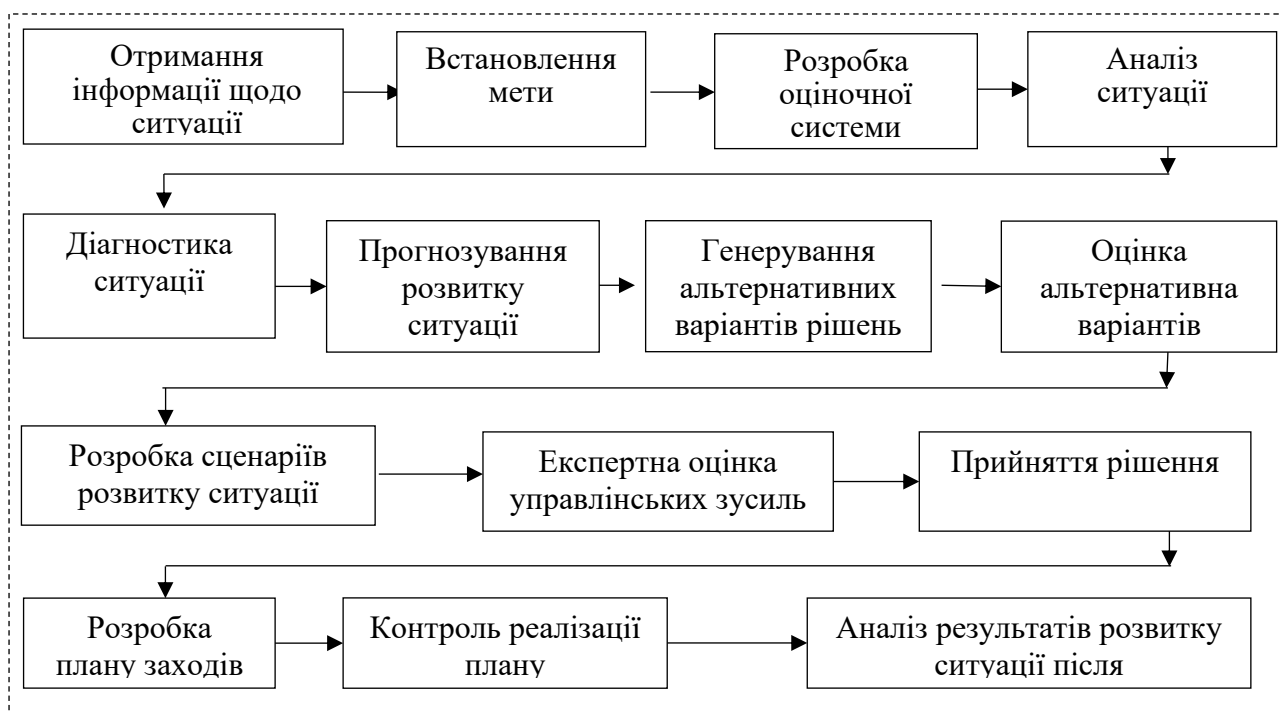 Отримання
інформації щодо
ситуації
Встановлення
мети
Розробка
оціночної
системи
Аналіз
ситуації
Діагностика
ситуації
Прогнозування
розвитку
ситуації
Генерування
альтернативних
варіантів рішень
Оцінка
альтернативна
варіантів
Розробка сценаріїв
розвитку ситуації
Експертна оцінка
управлінських зусиль
Прийняття рішення
Розробка
плану заходів
Контроль реалізації
плану
Аналіз результатів розвитку
ситуації після